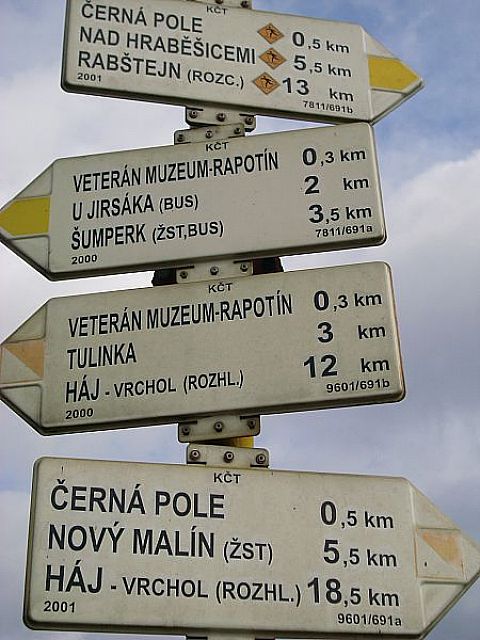 KČT
ČERNÁ POLE 0,5 km
NAD HRABĚŠICEMI 5,5 km
RABŠTEJN (ROZC.) 13 km
2001 7811/691b
KČT
VETERÁN MUZEUM-RAPOTÍN 0,3 km
U JIRSÁKA (BUS) 2 km
ŠUMPERK (ŽST,BUS) 3,5 km
2000 7811/691a
KČT
VETERÁN MUZEUM-RAPOTÍN 0,3 km
TULINKA 3 km
HÁJ - VRCHOL (ROZHL.) 12 km
2000 9601/691b
KČT
ČERNÁ POLE 0,5 km
NOVÝ MALÍN (ŽST) 5,5 km
HÁJ - VRCHOL (ROZHL.) 18,5 km
2001 9601/691a